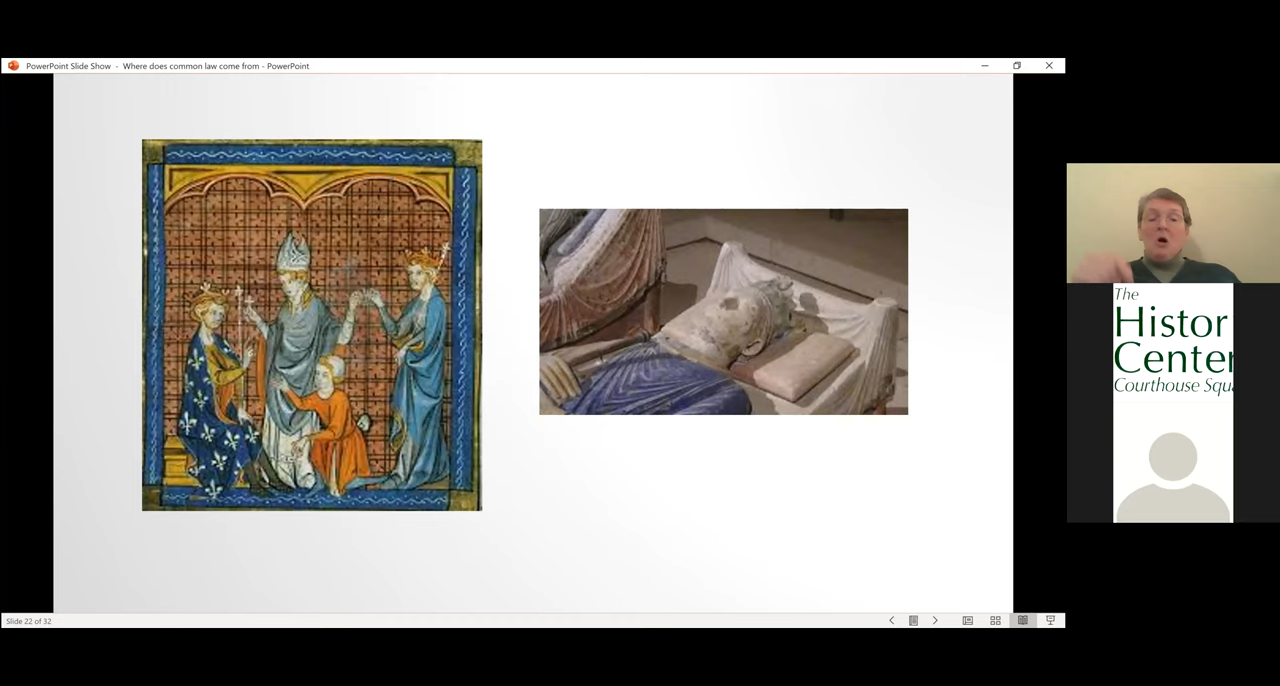 PowerPoint Slide Show - Where does common law come from - PowerPoint
The
Histor
Center
Courthouse Squ
Slide 22 of 32